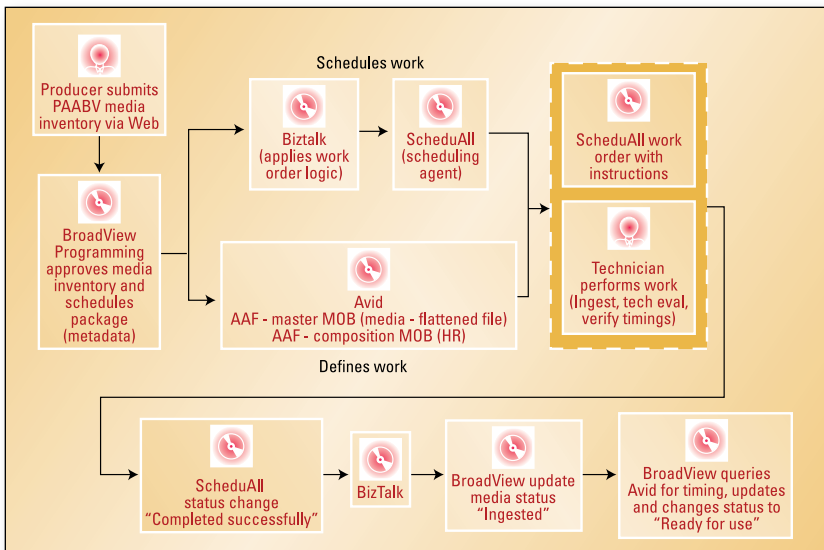 Producer submits
PAABV media
inventory via Web
BroadView
Programming
approves media
inventory and
schedules
package
(metadata)
Schedules work
Biztalk
(applies work
order logic)
ScheduAll
(scheduling
agent)
Avid
AAF - master MOB (media - flattened file)
AAF - composition MOB (HR)
Defines work
ScheduAll work
order with
instructions
Technician
performs work
(Ingest, tech eval,
verify timings)
ScheduAll
status change
“Completed successfully”
BizTalk
BroadView update
media status
“Ingested”
BroadView queries
Avid for timing, updates
and changes status to
“Ready for use”